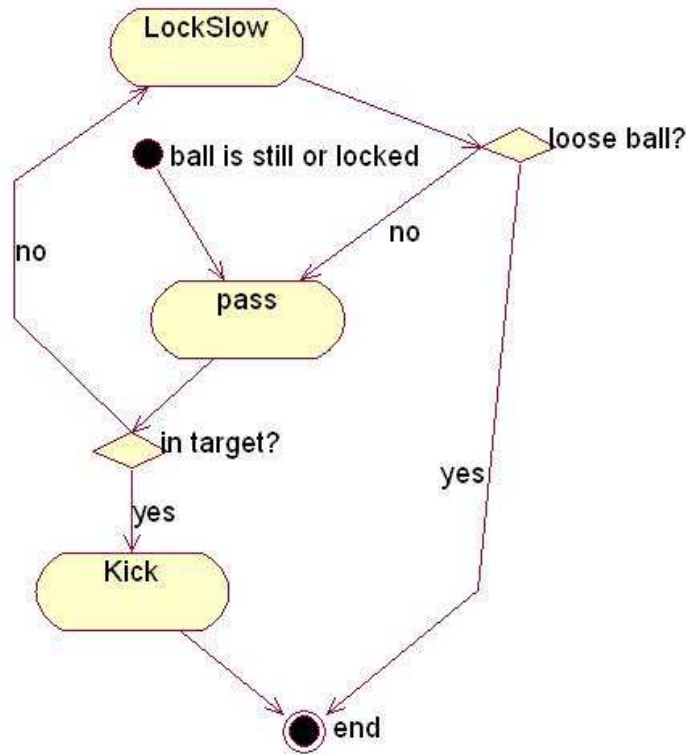 LockSlow
loose ball?
ball is still or locked
no
no
pass
in target?
yes
yes
Kick
end